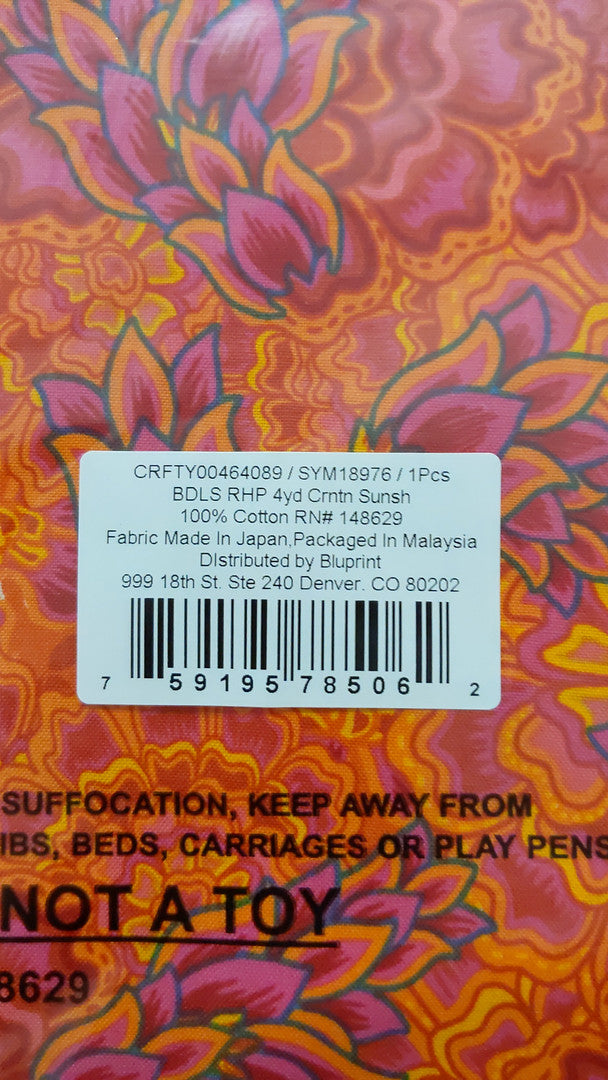 CRFTY00464089 / SYM18976 / 1Pcs
BDLS RHP 4yd Crntn Sunsh
100% Cotton RN# 148629
Fabric Made In Japan,Packaged In Malaysia
DIstributed by Bluprint
999 18th St. Ste 240 Denver. CO 80202
7 59195 78506 2
SUFFOCATION, KEEP AWAY FROM
IBS, BEDS, CARRIAGES OR PLAY PENS
NOT A TOY
8629